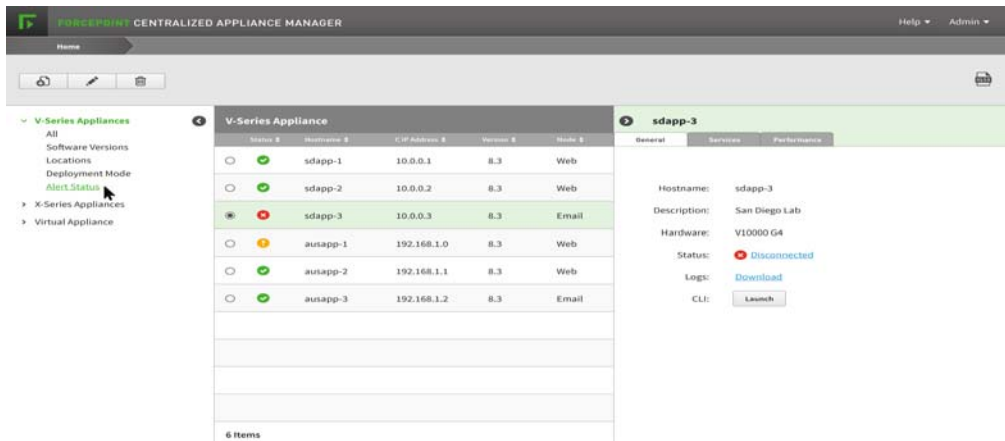 FORCEPOINT CENTRALIZED APPLIANCE MANAGER
Help Admin
Home
V-Series Appliances
All
Software Versions
Locations
Deployment Mode
Alert Status
X-Series Appliances
Virtual Appliance
V-Series Appliance
Status Hostname C IP Address Version Mode
sdapp-1 10.0.0.1 8.3 Web
sdapp-2 10.0.0.2 8.3 Web
sdapp-3 10.0.0.3 8.3 Email
ausapp-1 192.168.1.0 8.3 Web
ausapp-2 192.168.1.1 8.3 Web
ausapp-3 192.168.1.2 8.3 Email
6 Items
sdapp-3
General Services Performance
Hostname: sdapp-3
Description: San Diego Lab
Hardware: V10000 G4
Status: Disconnected
Logs: Download
CLI: Launch